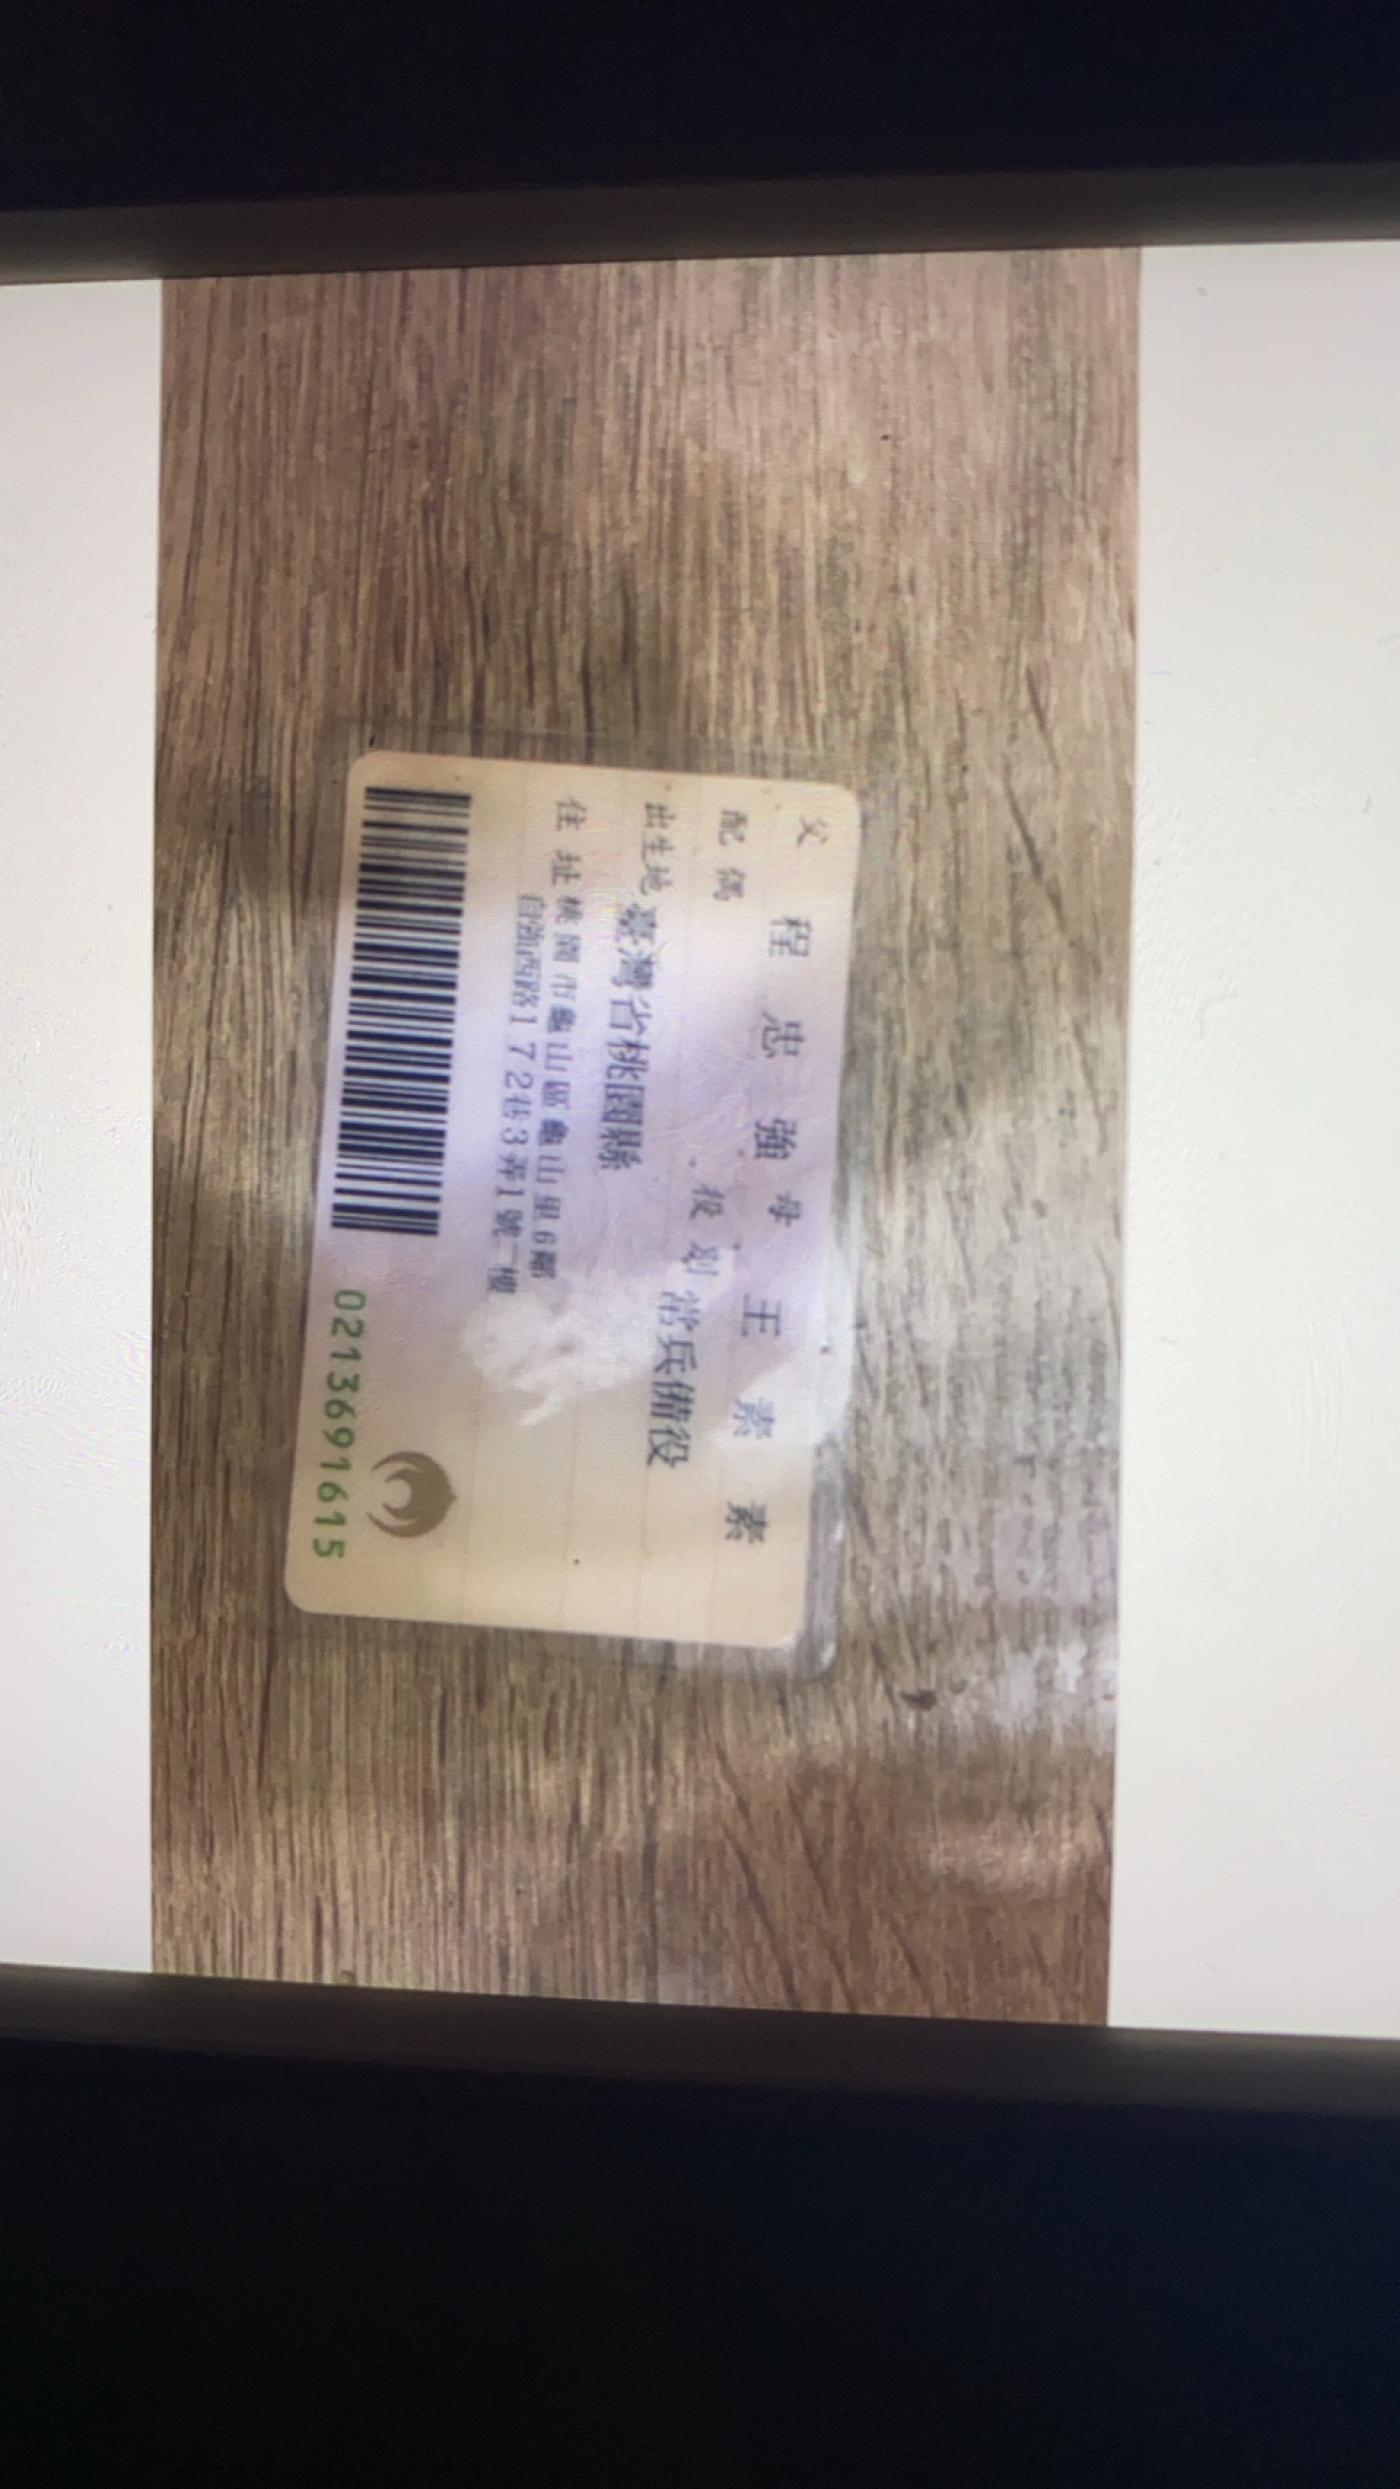 父 程忠強 母 王素素
配偶 役別 常兵備役
出生地 臺灣省桃園縣
住址 桃園市龜山區龜山里6鄰
自強西路172巷3弄1號二樓
0213691615